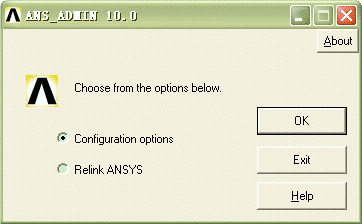 ANS_ADMIN 10.0
About
Choose from the options below.
OK
Configuration options
Exit
Relink ANSYS
Help